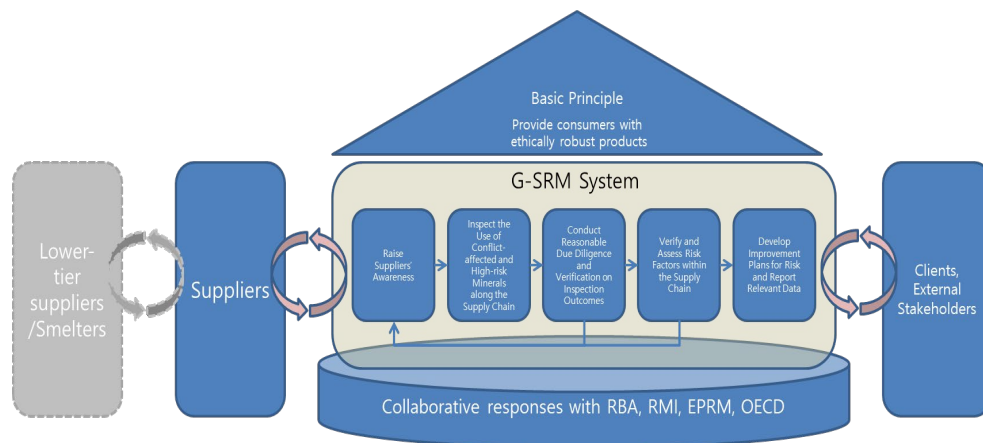 Basic Principle
Provide consumers with
ethically robust products
G-SRM System
Lower-
tier
suppliers
/Smelters
Suppliers
Raise
Suppliers'
Awareness
Inspect the
Use of
Conflict-
affected and
High-risk
Minerals along
the Supply Chain
Conduct
Reasonable
Due Diligence
and
Verification on
Inspection
Outcomes
Verify and
Assess Risk
Factors within
the Supply
Chain
Develop
Improvement
Plans for Risk
and Report
Relevant Data
Clients,
External
Stakeholders
Collaborative responses with RBA, RMI, EPRM, OECD